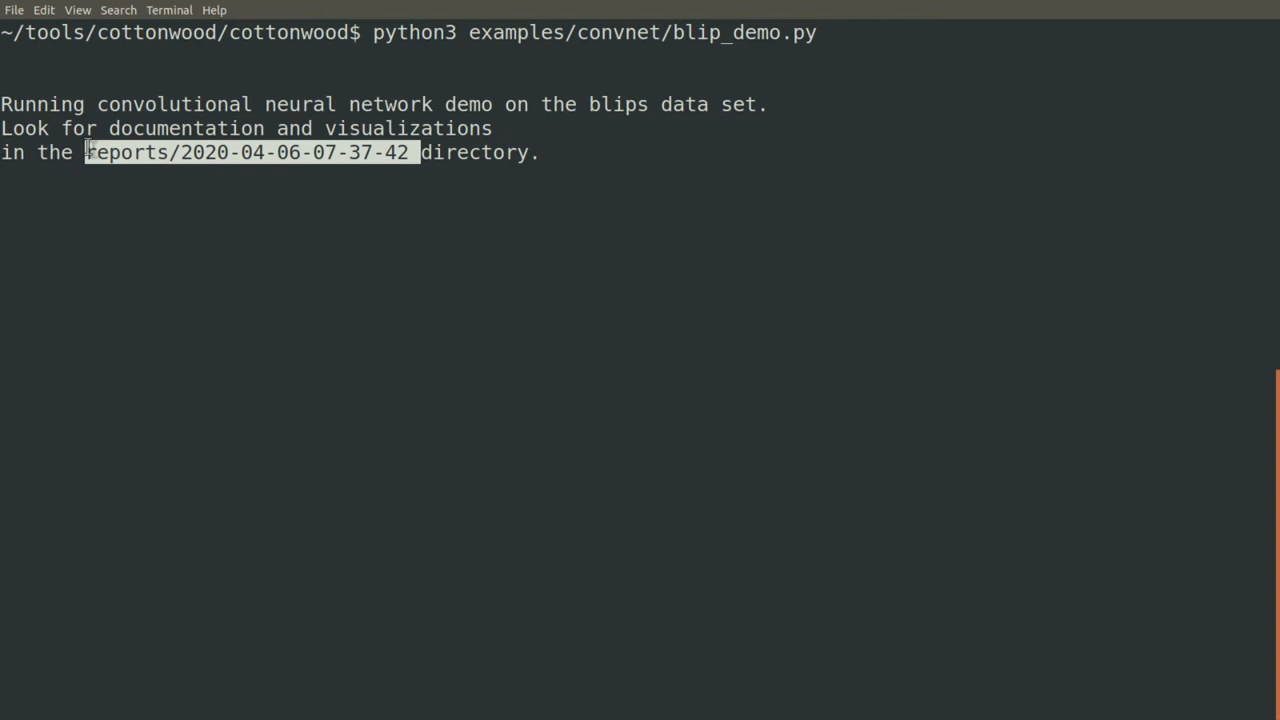 File Edit View Search Terminal Help
~/tools/cottonwood/cottonwood$ python3 examples/convnet/blip_demo.py
Running convolutional neural network demo on the blips data set.
Look for documentation and visualizations
in the reports/2020-04-06-07-37-42 directory.